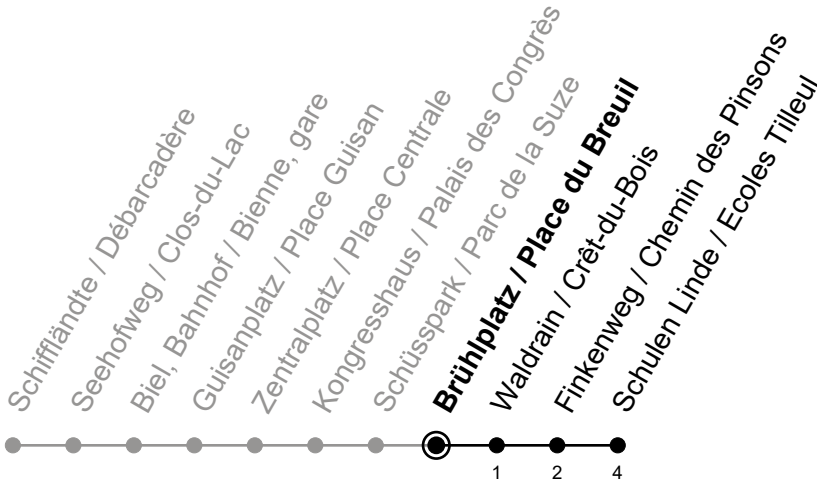 Schiffländte / Débarcadère
Seehofweg / Clos-du-Lac
Biel, Bahnhof / Bienne, gare
Guisanplatz / Place Guisan
Zentralplatz / Place Centrale
Kongresshaus / Palais des Congrès
Schüsspark / Parc de la Suze
Brühlplatz / Place du Breuil
Waldrain / Crêt-du-Bois
Finkenweg / Chemin des Pinsons
Schulen Linde / Ecoles Tilleul
1 2 4